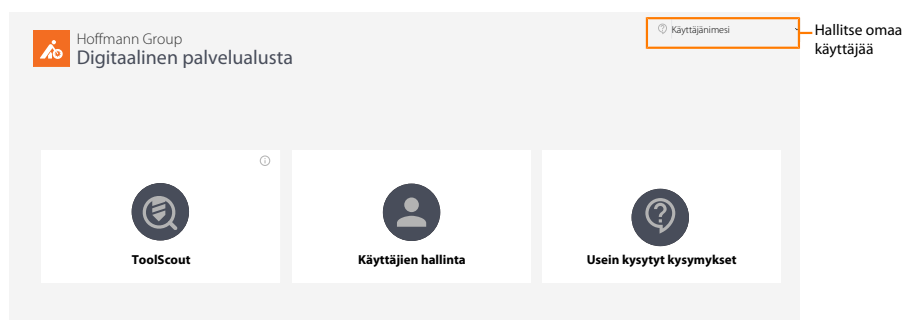 Hoffmann Group
Digitaalinen palvelualusta
Käyttäjänimesi
Hallitse omaa
käyttäjää
ToolScout
Käyttäjien hallinta
Usein kysytyt kysymykset